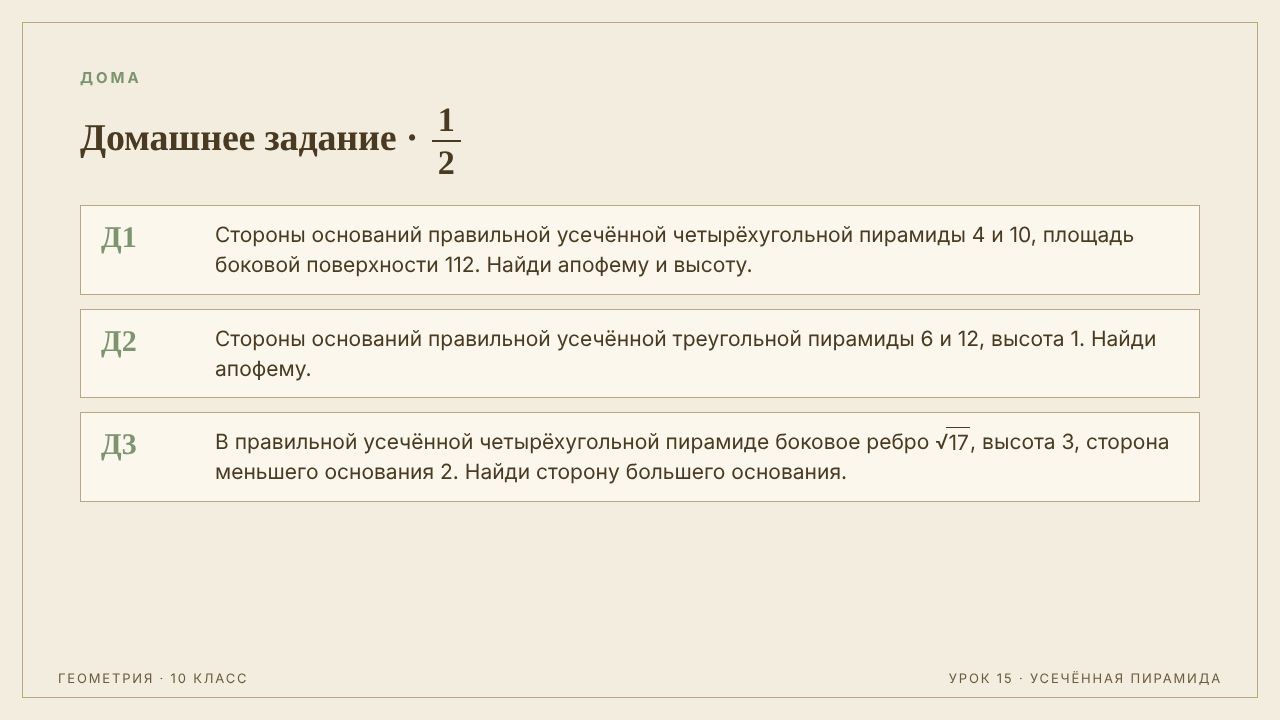 ДОМА
Домашнее задание · 1/2
Д1
Стороны оснований правильной усечённой четырёхугольной пирамиды 4 и 10, площадь
боковой поверхности 112. Найди апофему и высоту.
Д2
Стороны оснований правильной усечённой треугольной пирамиды 6 и 12, высота 1. Найди
апофему.
Д3
В правильной усечённой четырёхугольной пирамиде боковое ребро √17, высота 3, сторона
меньшего основания 2. Найди сторону большего основания.
ГЕОМЕТРИЯ · 10 КЛАСС
УРОК 15 · УСЕЧЁННАЯ ПИРАМИДА